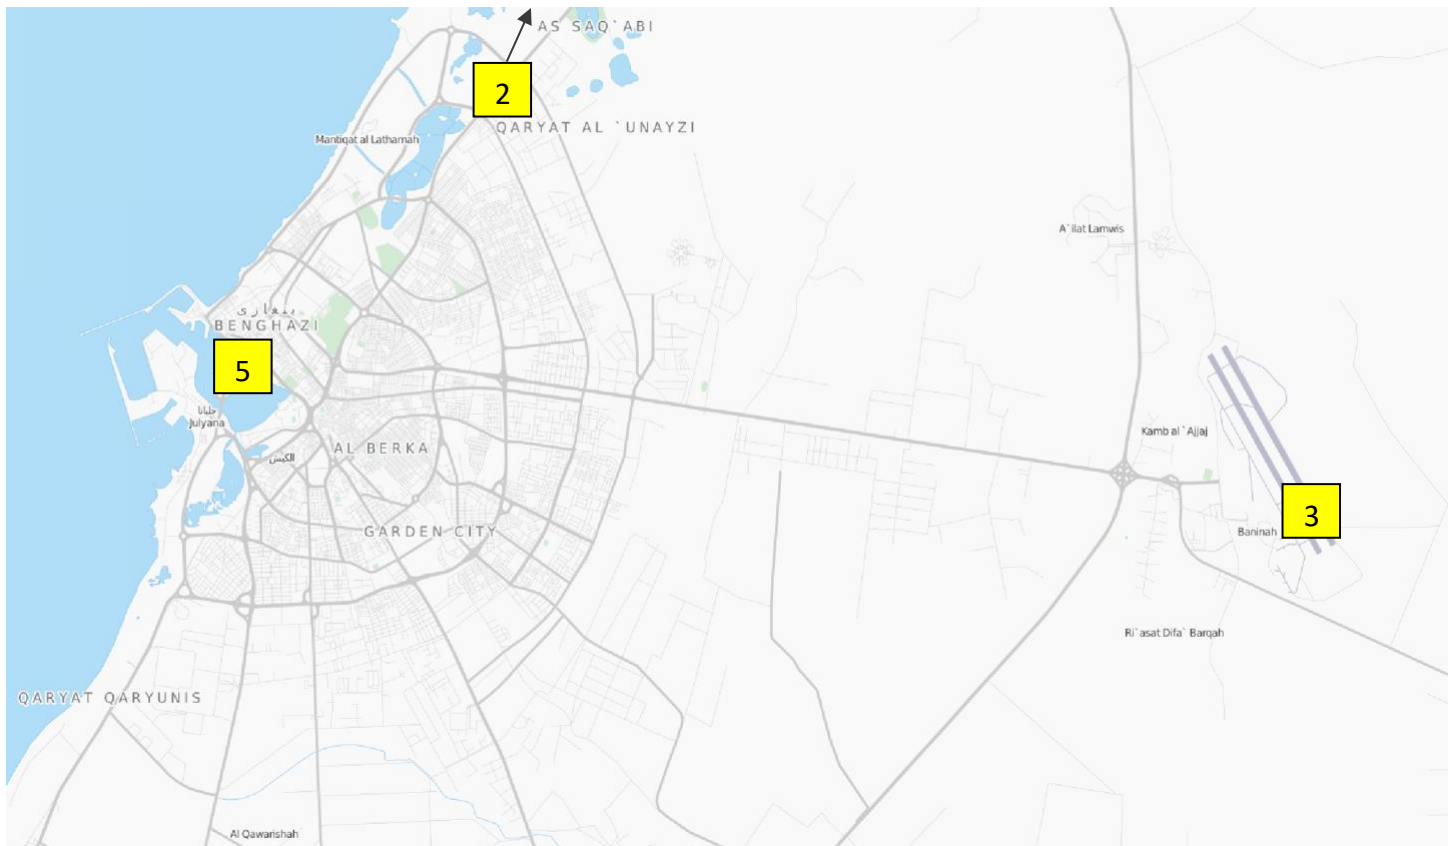 AS SAQ`ABI
2
QARYAT AL `UNAYZI
Mantiqat al Lathamah
A`ilat Lamwis
بنغازي
BENGHAZI
5
جليانا
Julyana
Kamb al `Ajjaj
AL BERKA
الكيش
3
GARDEN CITY
Baninah
Ri`asat Difa` Barqah
QARYAT QARYUNIS
Al Qawarishah